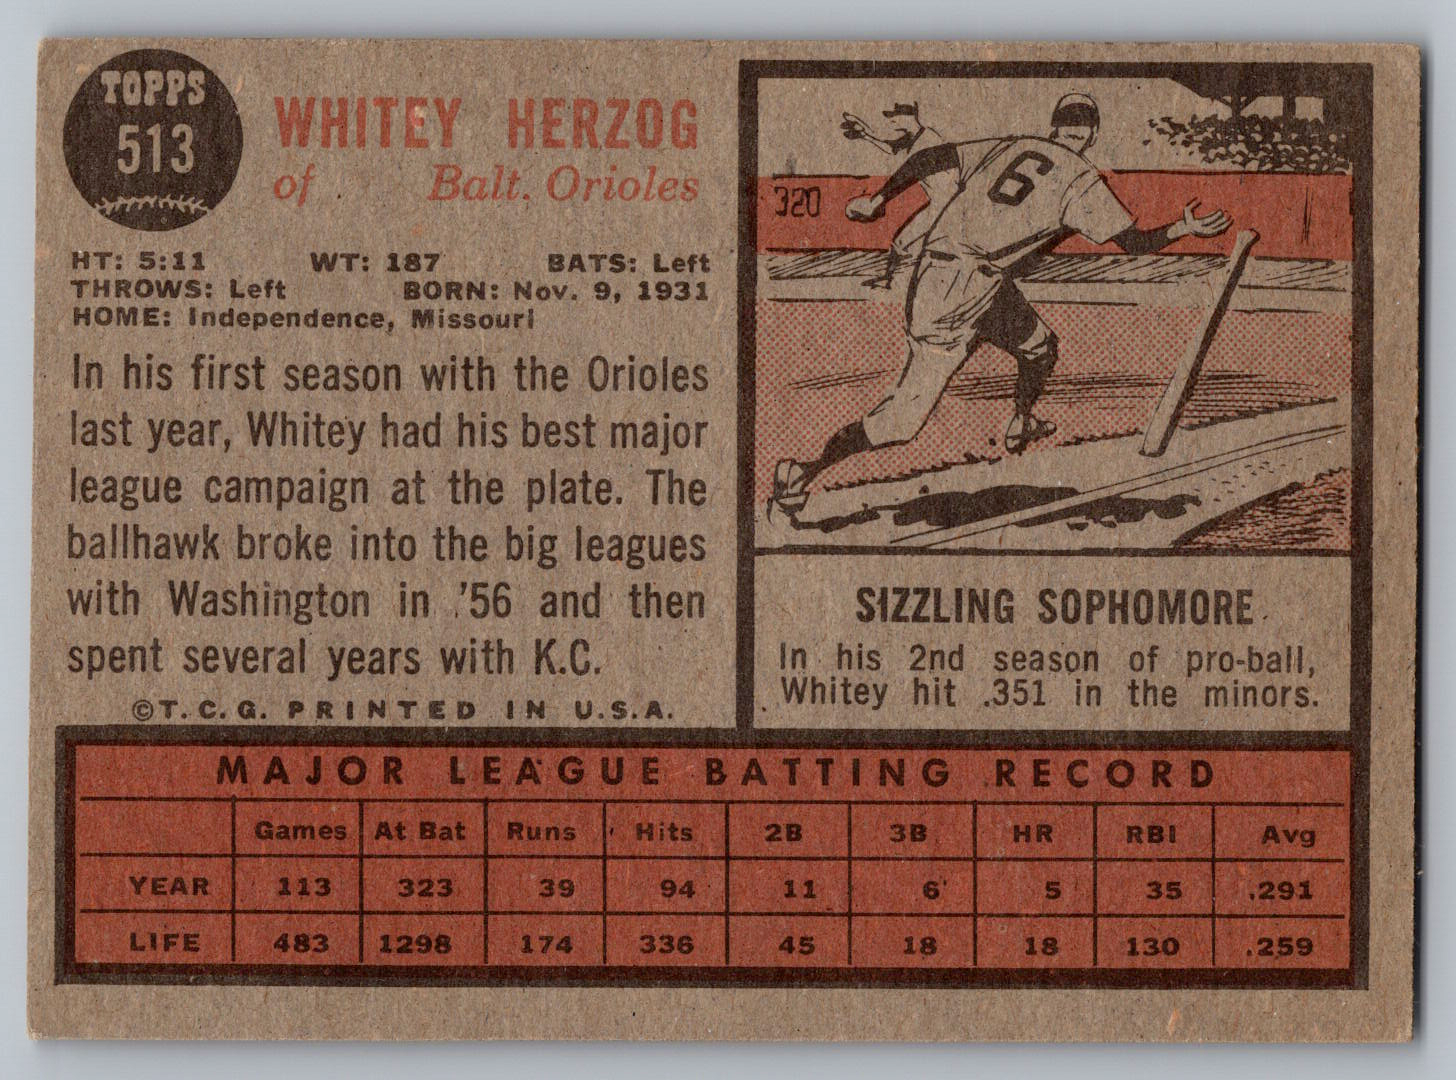 TOPPS
513
WHITEY HERZOG
of Balt. Orioles
HT: 5:11 WT: 187 BATS: Left
THROWS: Left BORN: Nov. 9, 1931
HOME: Independence, Missouri
In his first season with the Orioles
last year, Whitey had his best major
league campaign at the plate. The
ballhawk broke into the big leagues
with Washington in '56 and then
spent several years with K.C.
©T.C.G. PRINTED IN U.S.A.
320
6
SIZZLING SOPHOMORE
In his 2nd season of pro-ball,
Whitey hit .351 in the minors.
MAJOR LEAGUE BATTING RECORD
Games At Bat Runs Hits 2B 3B HR RBI Avg
YEAR 113 323 39 94 11 6 5 35 .291
LIFE 483 1298 174 336 45 18 18 130 .259